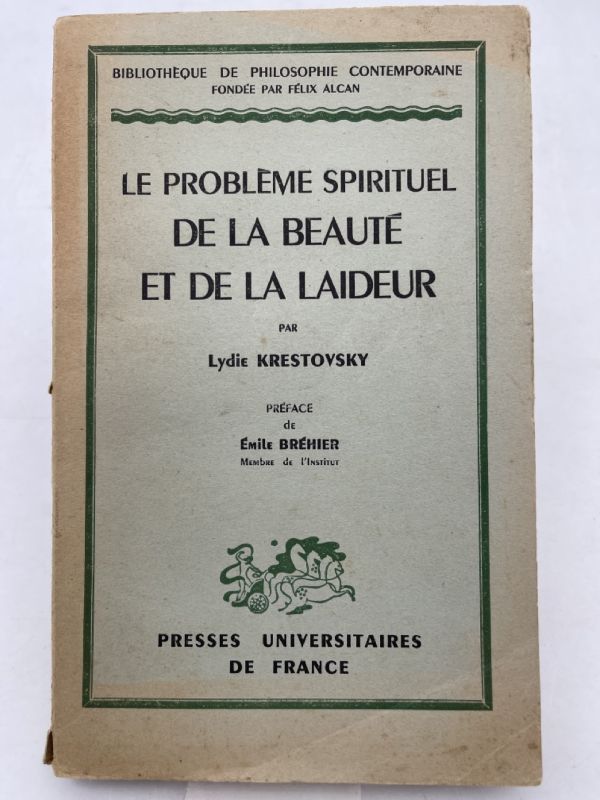 BIBLIOTHÈQUE DE PHILOSOPHIE CONTEMPORAINE
FONDÉE PAR FÉLIX ALCAN
LE PROBLÈME SPIRITUEL
DE LA BEAUTÉ
ET DE LA LAIDEUR
PAR
Lydie KRESTOVSKY
PRÉFACE
de
Émile BRÉHIER
Membre de l'Institut
PRESSES UNIVERSITAIRES
DE FRANCE